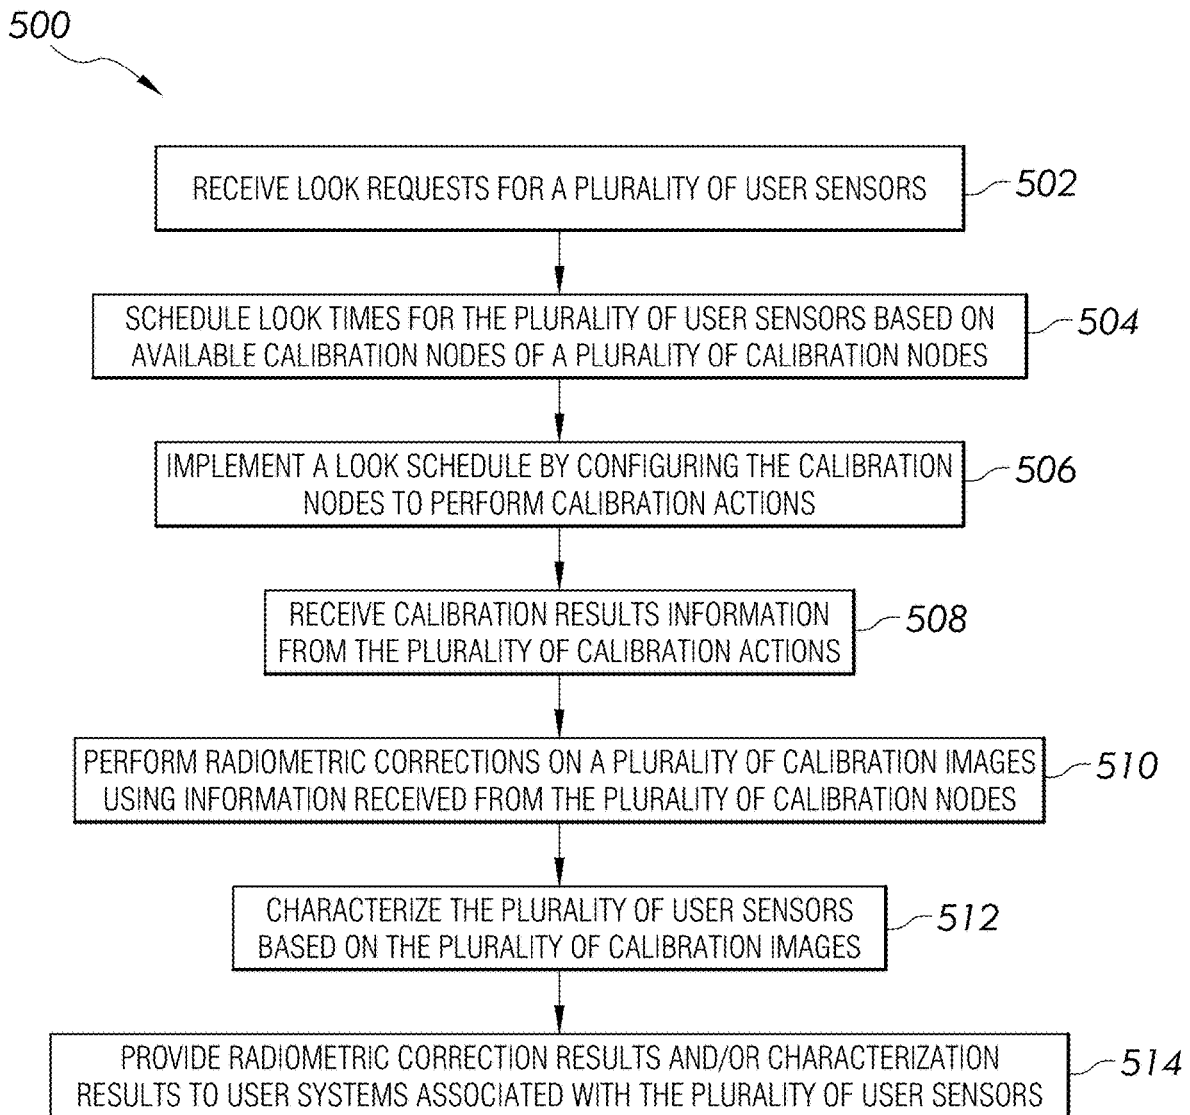 500
RECEIVE LOOK REQUESTS FOR A PLURALITY OF USER SENSORS
502
SCHEDULE LOOK TIMES FOR THE PLURALITY OF USER SENSORS BASED ON
AVAILABLE CALIBRATION NODES OF A PLURALITY OF CALIBRATION NODES
504
IMPLEMENT A LOOK SCHEDULE BY CONFIGURING THE CALIBRATION
NODES TO PERFORM CALIBRATION ACTIONS
506
RECEIVE CALIBRATION RESULTS INFORMATION
FROM THE PLURALITY OF CALIBRATION ACTIONS
508
PERFORM RADIOMETRIC CORRECTIONS ON A PLURALITY OF CALIBRATION IMAGES
USING INFORMATION RECEIVED FROM THE PLURALITY OF CALIBRATION NODES
510
CHARACTERIZE THE PLURALITY OF USER SENSORS
BASED ON THE PLURALITY OF CALIBRATION IMAGES
512
PROVIDE RADIOMETRIC CORRECTION RESULTS AND/OR CHARACTERIZATION
RESULTS TO USER SYSTEMS ASSOCIATED WITH THE PLURALITY OF USER SENSORS
514